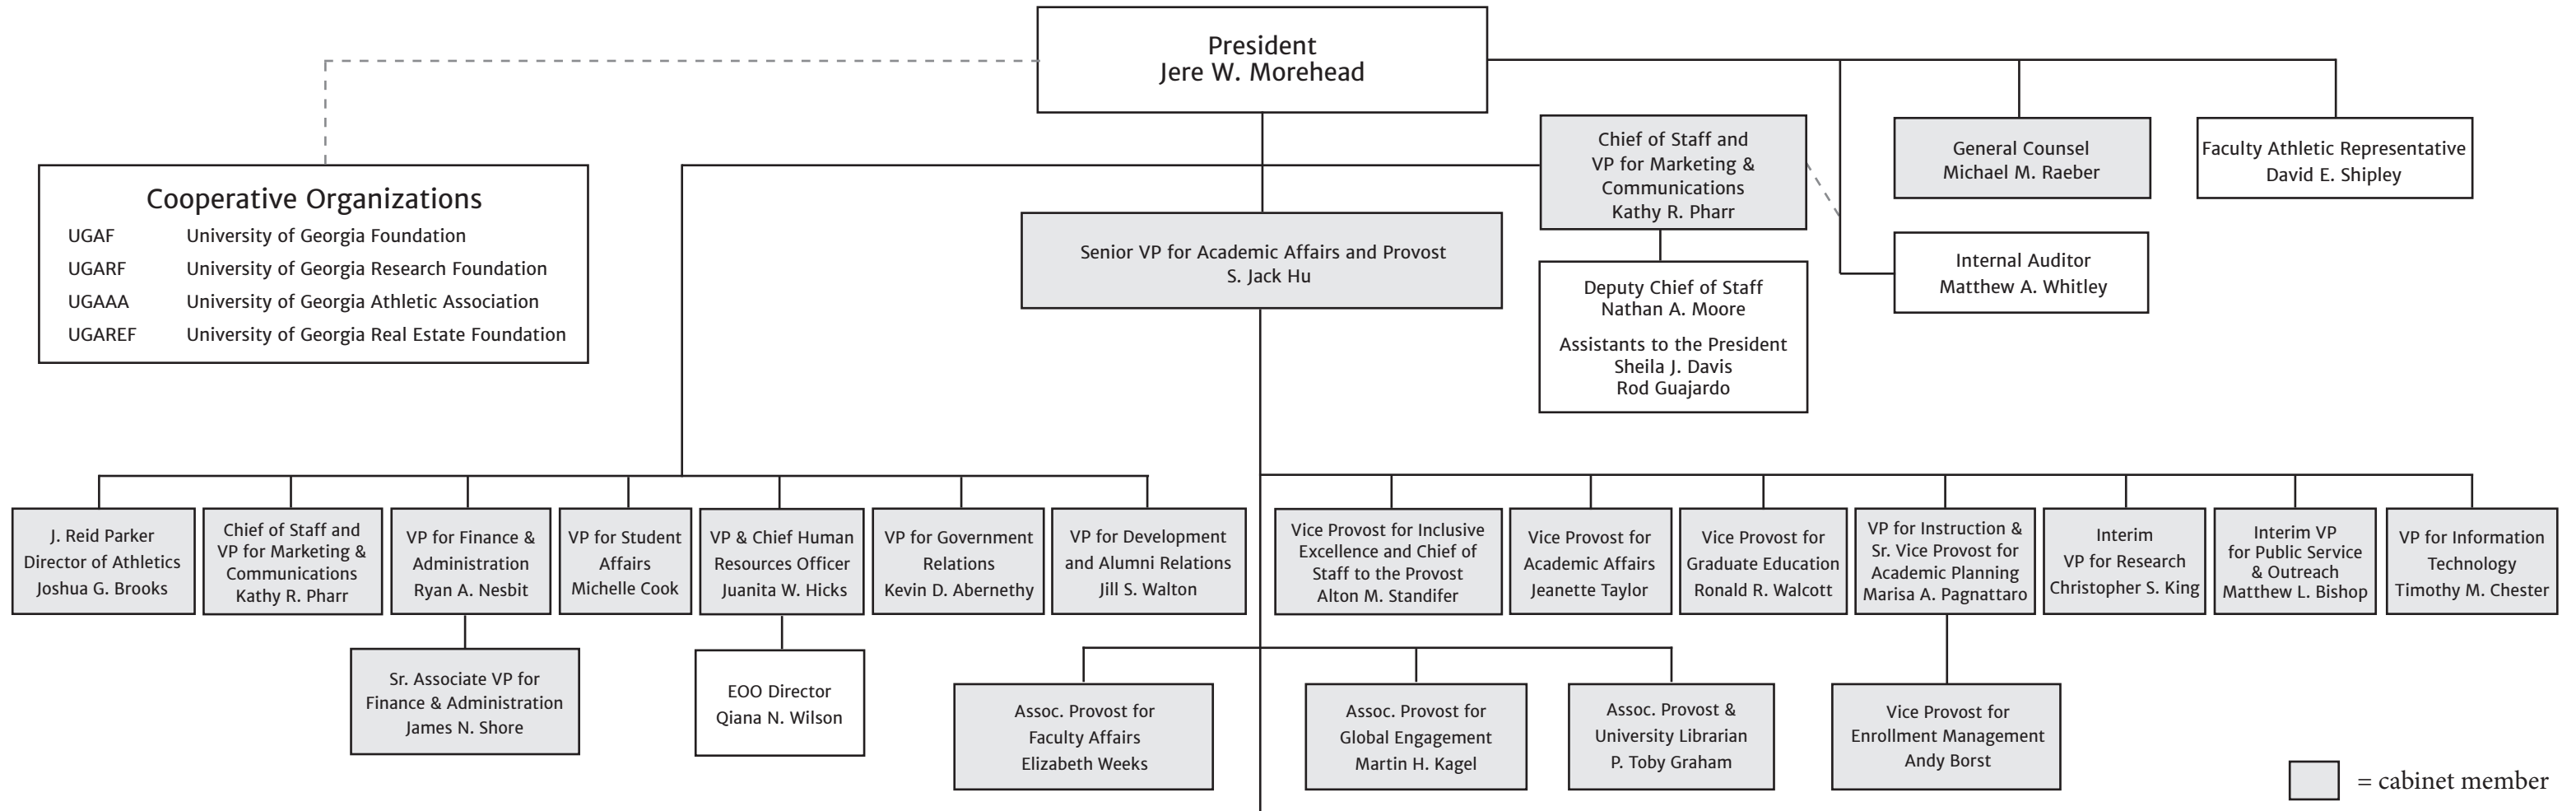 President
Jere W. Morehead
Chief of Staff and
VP for Marketing &
Communications
Kathy R. Pharr
General Counsel
Michael M. Raeber
Faculty Athletic Representative
David E. Shipley
Cooperative Organizations
UGAF University of Georgia Foundation
UGARF University of Georgia Research Foundation
UGAAA University of Georgia Athletic Association
UGAREF University of Georgia Real Estate Foundation
Senior VP for Academic Affairs and Provost
S. Jack Hu
Internal Auditor
Matthew A. Whitley
Deputy Chief of Staff
Nathan A. Moore
Assistants to the President
Sheila J. Davis
Rod Guajardo
J. Reid Parker
Director of Athletics
Joshua G. Brooks
Chief of Staff and
VP for Marketing &
Communications
Kathy R. Pharr
VP for Finance &
Administration
Ryan A. Nesbit
VP for Student
Affairs
Michelle Cook
VP & Chief Human
Resources Officer
Juanita W. Hicks
VP for Government
Relations
Kevin D. Abernethy
VP for Development
and Alumni Relations
Jill S. Walton
Vice Provost for Inclusive
Excellence and Chief of
Staff to the Provost
Alton M. Standifer
Vice Provost for
Academic Affairs
Jeanette Taylor
Vice Provost for
Graduate Education
Ronald R. Walcott
VP for Instruction &
Sr. Vice Provost for
Academic Planning
Marisa A. Pagnattaro
Interim
VP for Research
Christopher S. King
Interim VP
for Public Service
& Outreach
Matthew L. Bishop
VP for Information
Technology
Timothy M. Chester
Sr. Associate VP for
Finance & Administration
James N. Shore
EOO Director
Qiana N. Wilson
Assoc. Provost for
Faculty Affairs
Elizabeth Weeks
Assoc. Provost for
Global Engagement
Martin H. Kagel
Assoc. Provost &
University Librarian
P. Toby Graham
Vice Provost for
Enrollment Management
Andy Borst
= cabinet member